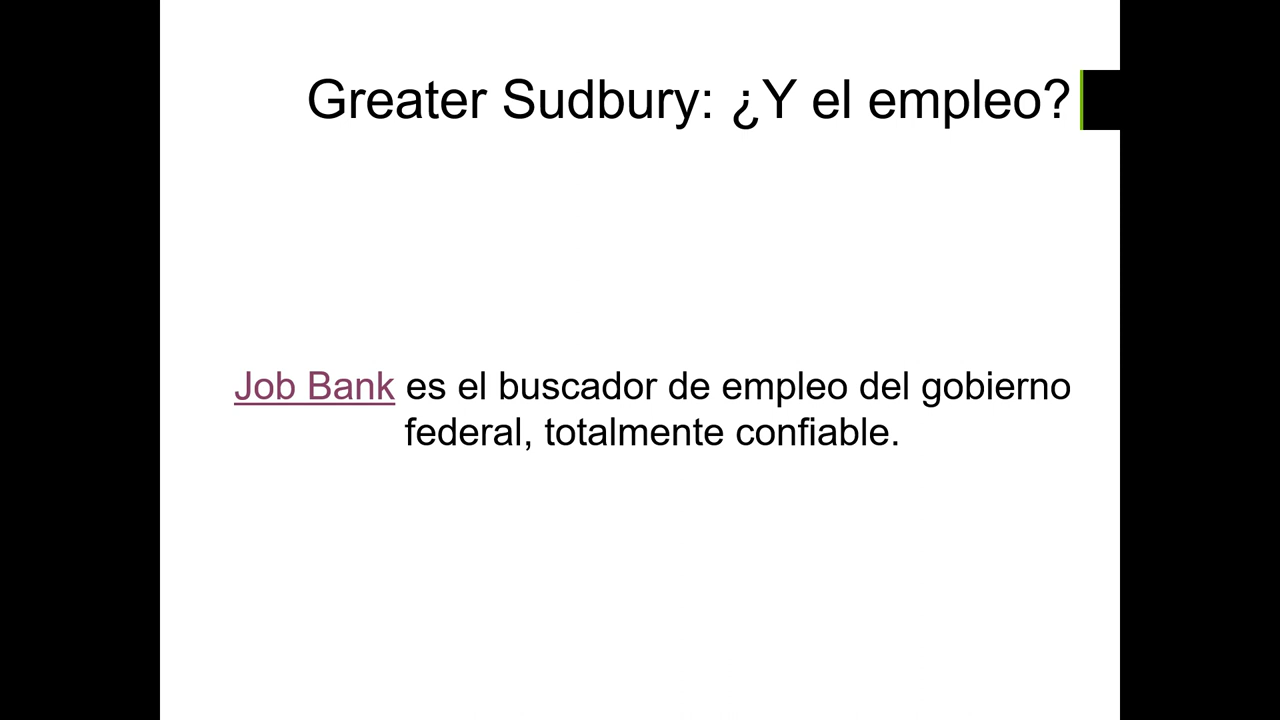 Greater Sudbury: ¿Y el empleo?
Job Bank es el buscador de empleo del gobierno
federal, totalmente confiable.